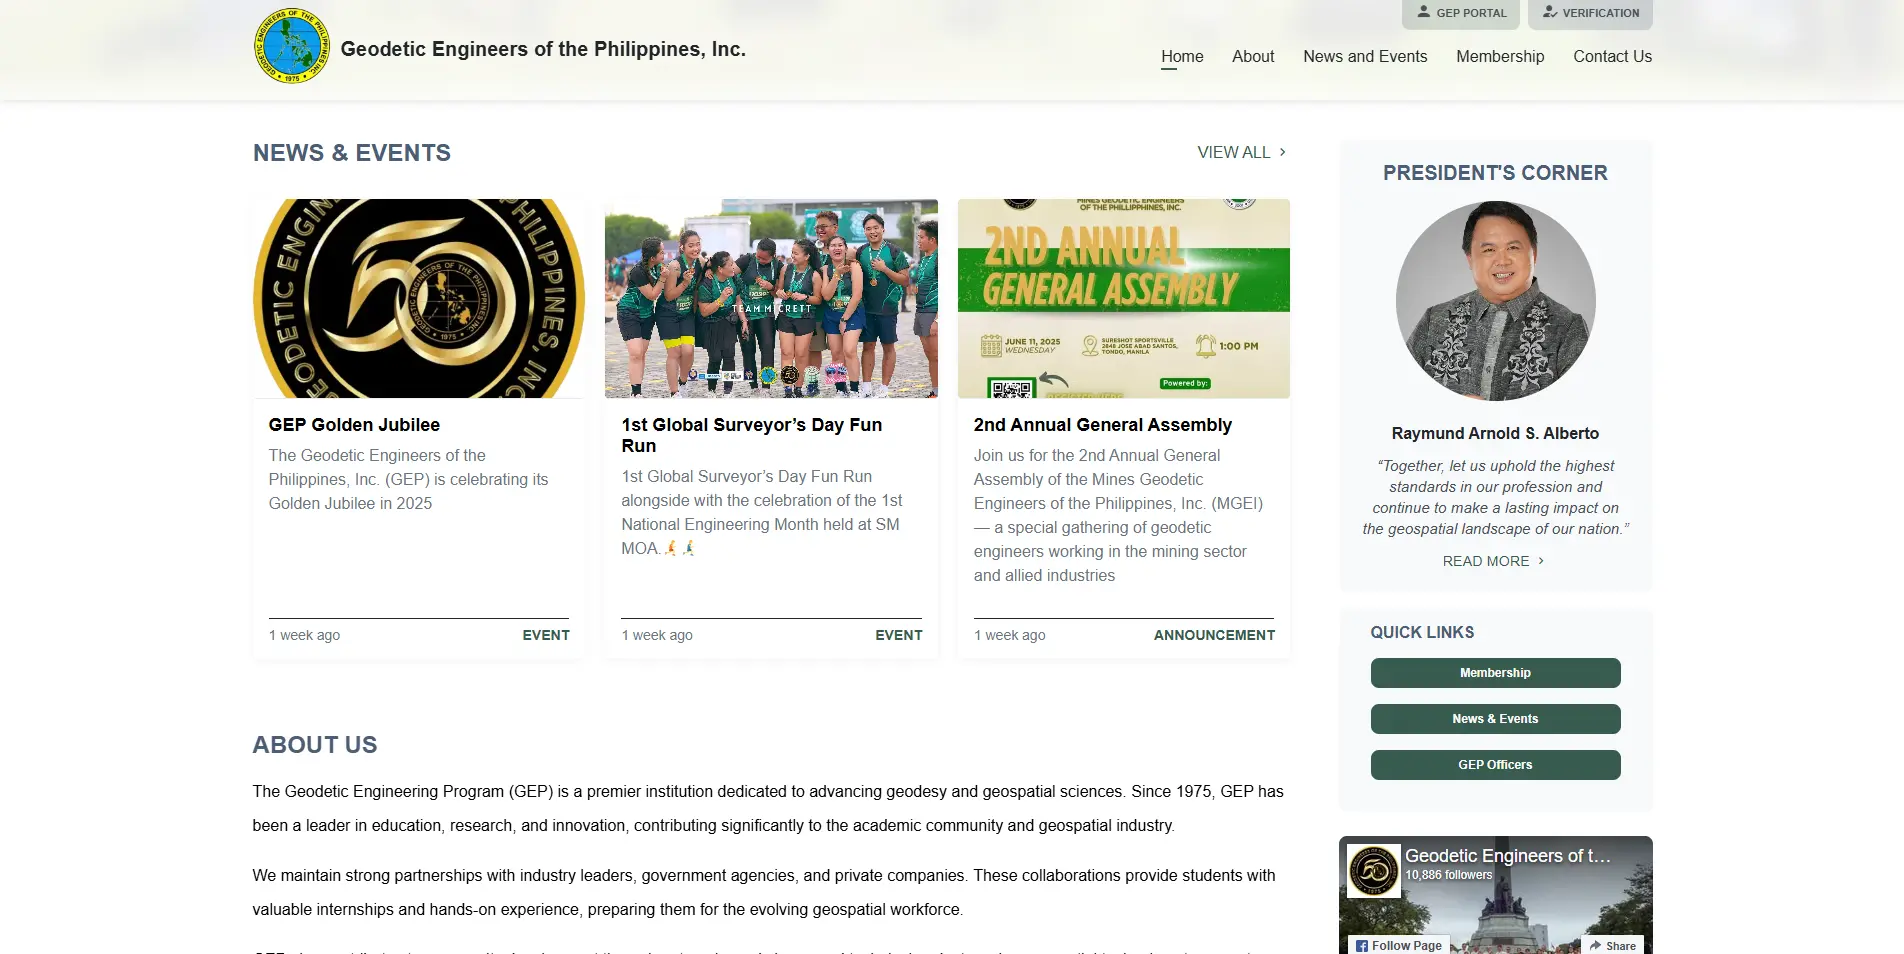 GEP PORTAL
VERIFICATION
Geodetic Engineers of the Philippines, Inc.
Home
About
News and Events
Membership
Contact Us
NEWS & EVENTS
VIEW ALL
GEODETIC ENGINEERS OF THE PHILIPPINES, INC.
50
1975
TEAM MICRETT
MINES GEODETIC ENGINEERS
OF THE PHILLIPPHINES, INC.
2ND ANNUAL
GENERAL ASSEMBLY
JUNE 11, 2025
WEDNESDAY
SURESHOT SPORTSVILLE
2848 JOSE ABAD SANTOS,
TONDO, MANILA
1:00 PM
Powered by:
GEP Golden Jubilee
The Geodetic Engineers of the
Philippines, Inc. (GEP) is celebrating its
Golden Jubilee in 2025
1 week ago
EVENT
1st Global Surveyor’s Day Fun
Run
1st Global Surveyor’s Day Fun Run
alongside with the celebration of the 1st
National Engineering Month held at SM
MOA.
1 week ago
EVENT
2nd Annual General Assembly
Join us for the 2nd Annual General
Assembly of the Mines Geodetic
Engineers of the Philippines, Inc. (MGEI)
— a special gathering of geodetic
engineers working in the mining sector
and allied industries
1 week ago
ANNOUNCEMENT
PRESIDENT'S CORNER
Raymund Arnold S. Alberto
“Together, let us uphold the highest
standards in our profession and
continue to make a lasting impact on
the geospatial landscape of our nation.”
READ MORE
QUICK LINKS
Membership
News & Events
GEP Officers
ABOUT US
The Geodetic Engineering Program (GEP) is a premier institution dedicated to advancing geodesy and geospatial sciences. Since 1975, GEP has
been a leader in education, research, and innovation, contributing significantly to the academic community and geospatial industry.
We maintain strong partnerships with industry leaders, government agencies, and private companies. These collaborations provide students with
valuable internships and hands-on experience, preparing them for the evolving geospatial workforce.
Geodetic Engineers of t...
10,886 followers
Follow Page
Share